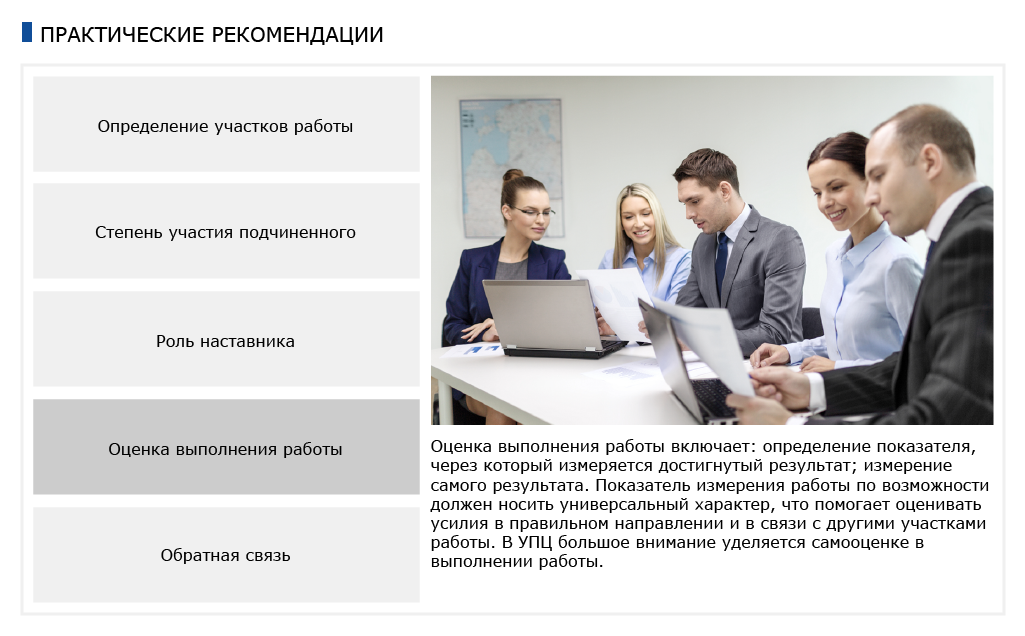 ПРАКТИЧЕСКИЕ РЕКОМЕНДАЦИИ
Определение участков работы
Степень участия подчиненного
Роль наставника
Оценка выполнения работы
Обратная связь
Оценка выполнения работы включает: определение показателя,
через который измеряется достигнутый результат; измерение
самого результата. Показатель измерения работы по возможности
должен носить универсальный характер, что помогает оценивать
усилия в правильном направлении и в связи с другими участками
работы. В УПЦ большое внимание уделяется самооценке в
выполнении работы.